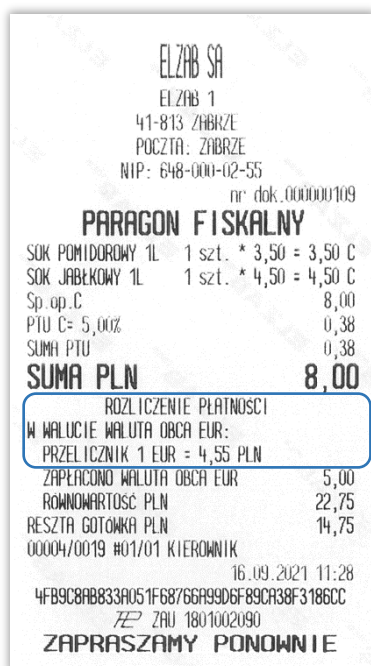 ELZAB SA
ELZAB 1
41-813 ZABRZE
POCZTA: ZABRZE
NIP: 648-000-02-55
nr dok.000000109
PARAGON FISKALNY
SOK POMIDOROWY 1L 1 szt. * 3,50 = 3,50 C
SOK JABŁKOWY 1L 1 szt. * 4,50 = 4,50 C
Sp.op.C 8,00
PTU C= 5,00% 0,38
SUMA PTU 0,38
SUMA PLN 8,00
ROZLICZENIE PŁATNOŚCI
W WALUCIE WALUTA OBCA EUR:
PRZELICZNIK 1 EUR = 4,55 PLN
ZAPŁACONO WALUTA OBCA EUR 5,00
RÓWNOWARTOŚĆ PLN 22,75
RESZTA GOTÓWKA PLN 14,75
00004/0019 #01/01 KIEROWNIK
16.09.2021 11:28
4FB9C8AB833A051F68766A99D6F89CA38F3186CC
ZAU 1801002090
ZAPRASZAMY PONOWNIE